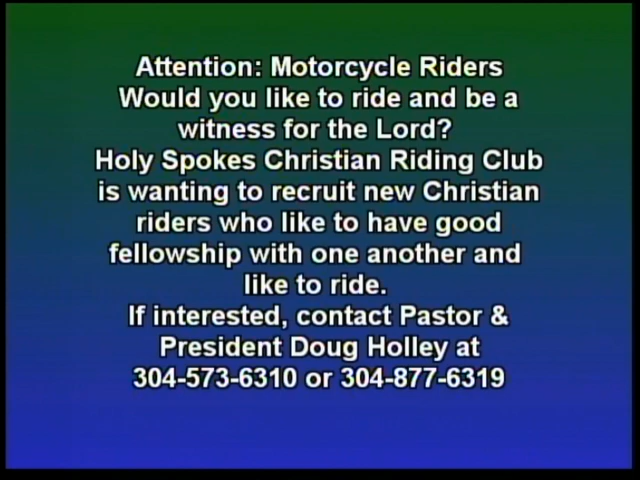 Attention: Motorcycle Riders
Would you like to ride and be a
witness for the Lord?
Holy Spokes Christian Riding Club
is wanting to recruit new Christian
riders who like to have good
fellowship with one another and
like to ride.
If interested, contact Pastor &
President Doug Holley at
304-573-6310 or 304-877-6319